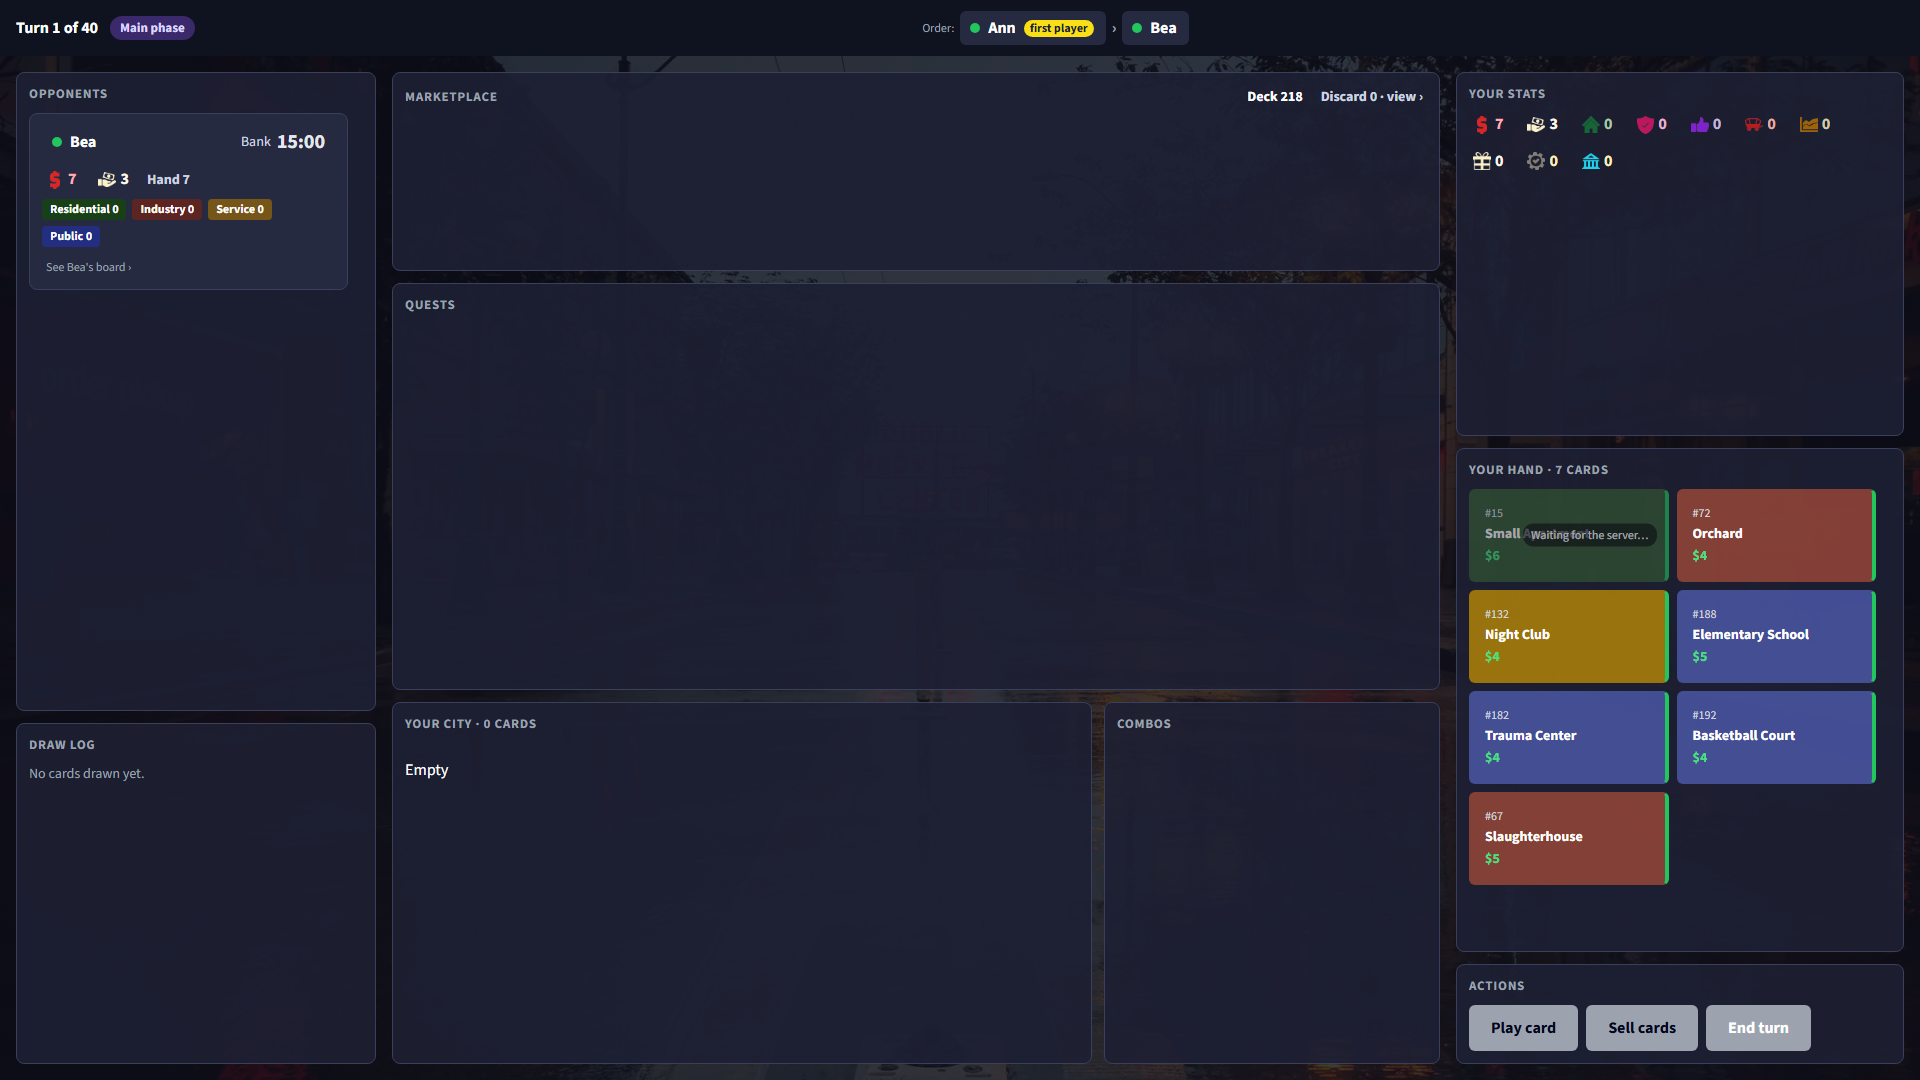 Turn 1 of 40 Main phase
Order: Ann first player › Bea
OPPONENTS
Bea Bank 15:00
7 3 Hand 7
Residential 0 Industry 0 Service 0
Public 0
See Bea's board ›
DRAW LOG
No cards drawn yet.
MARKETPLACE Deck 218 Discard 0 · view ›
QUESTS
YOUR CITY · 0 CARDS
Empty
COMBOS
YOUR STATS
7 3 0 0 0 0 0
0 0 0
YOUR HAND · 7 CARDS
#15
Small
Waiting for the server…
$6
#72
Orchard
$4
#132
Night Club
$4
#188
Elementary School
$5
#182
Trauma Center
$4
#192
Basketball Court
$4
#67
Slaughterhouse
$5
ACTIONS
Play card Sell cards End turn